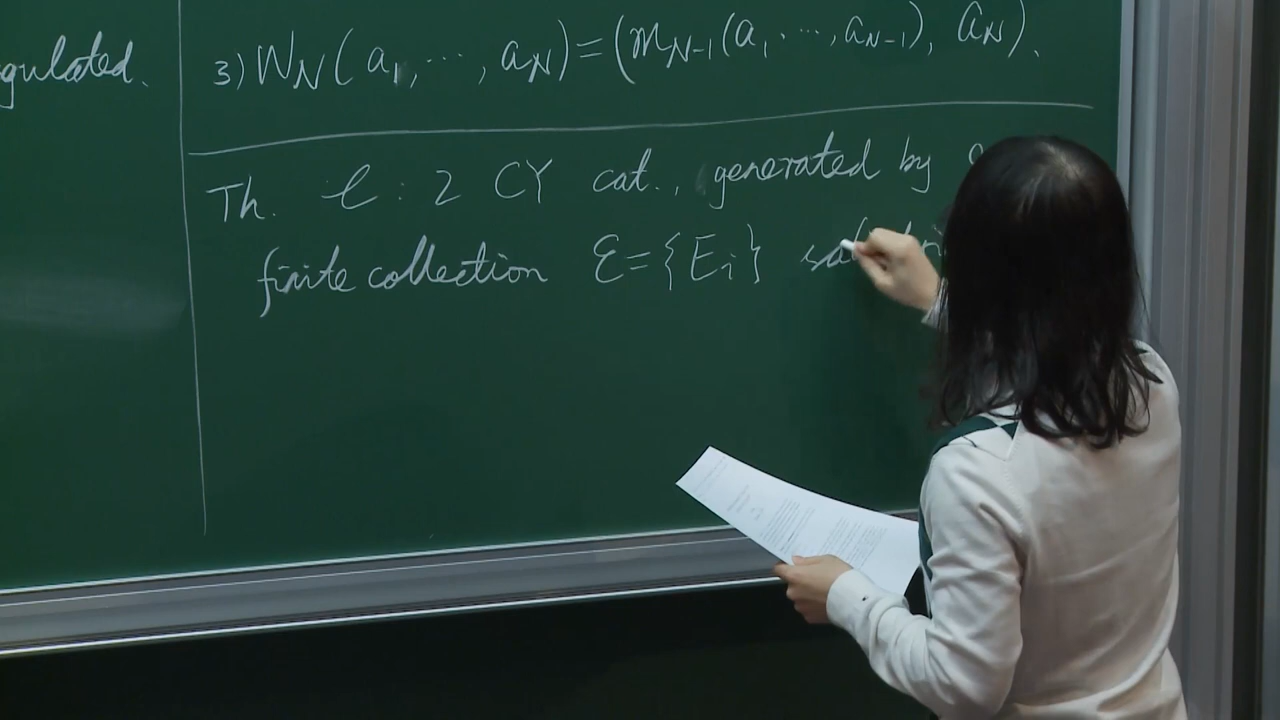 gulated.
3) W_N(a_1, ..., a_N) = (m_{N-1}(a_1, ..., a_{N-1}), a_N).
Th. 𝒞 : 2 CY cat., generated by
finite collection ℰ = {E_i}